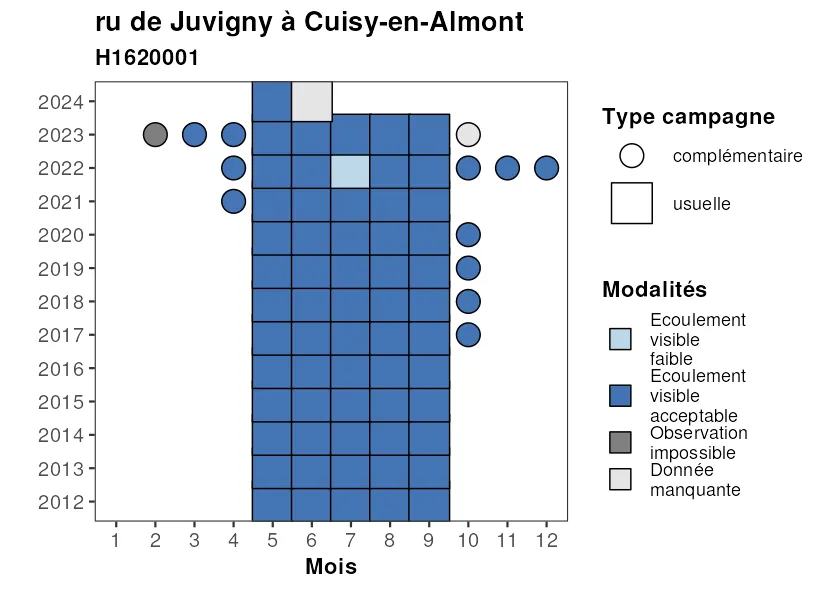 ru de Juvigny à Cuisy-en-Almont
H1620001
2024
2023
2022
2021
2020
2019
2018
2017
2016
2015
2014
2013
2012
1 2 3 4 5 6 7 8 9 10 11 12
Mois
Type campagne
complémentaire
usuelle
Modalités
Ecoulement
visible
faible
Ecoulement
visible
acceptable
Observation
impossible
Donnée
manquante